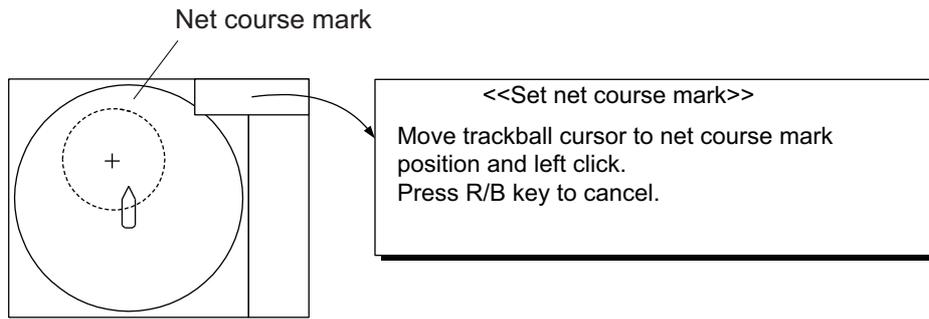 Net course mark
<<Set net course mark>>
Move trackball cursor to net course mark
position and left click.
Press R/B key to cancel.